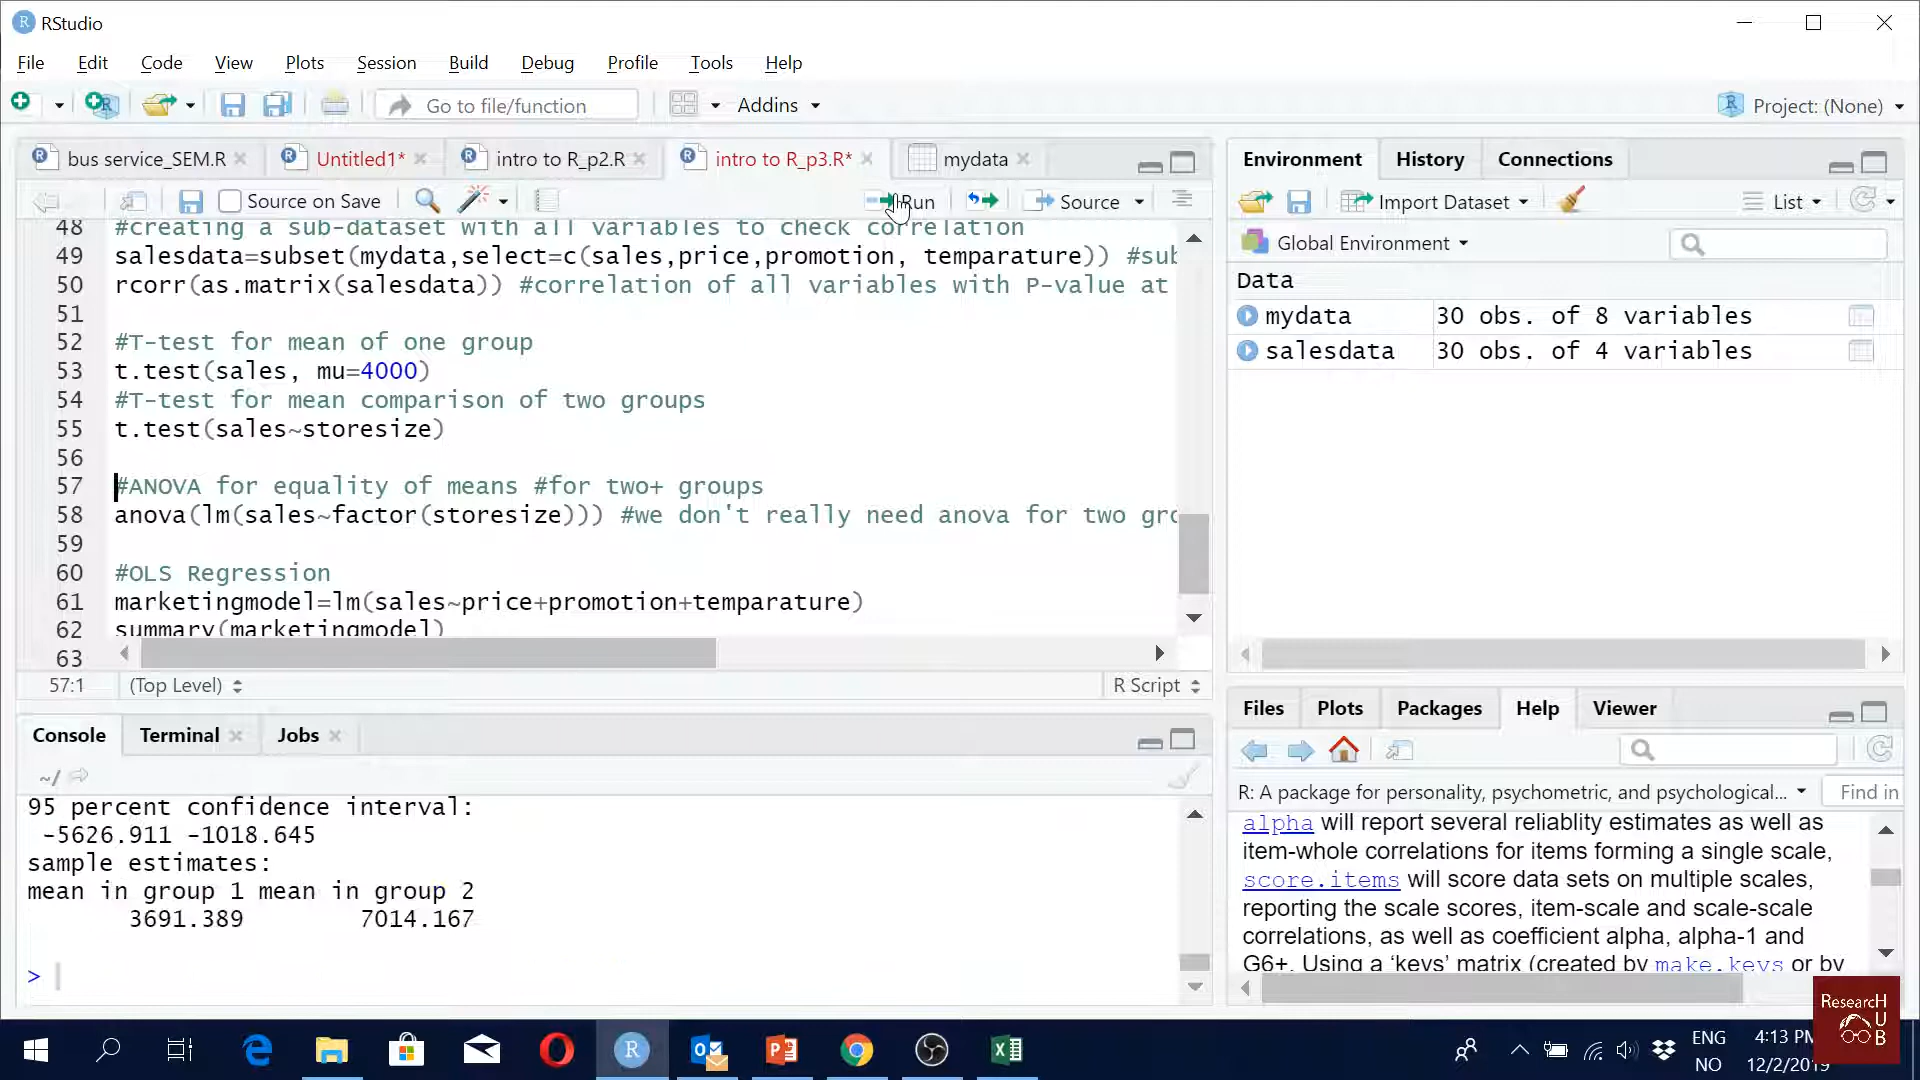 RStudio
File Edit Code View Plots Session Build Debug Profile Tools Help
Go to file/function Addins Project: (None)
bus service_SEM.R Untitled1* intro to R_p2.R intro to R_p3.R* mydata
Source on Save Run Source
48 #creating a sub-dataset with all variables to check correlation
49 salesdata=subset(mydata,select=c(sales,price,promotion, temparature)) #sub
50 rcorr(as.matrix(salesdata)) #correlation of all variables with P-value at
51
52 #T-test for mean of one group
53 t.test(sales, mu=4000)
54 #T-test for mean comparison of two groups
55 t.test(sales~storesize)
56
57 #ANOVA for equality of means #for two+ groups
58 anova(lm(sales~factor(storesize))) #we don't really need anova for two gro
59
60 #OLS Regression
61 marketingmodel=lm(sales~price+promotion+temparature)
62 summary(marketingmodel)
63
57:1 (Top Level) R Script
Console Terminal Jobs
~/
95 percent confidence interval:
-5626.911 -1018.645
sample estimates:
mean in group 1 mean in group 2
3691.389 7014.167
>
Environment History Connections
Import Dataset List
Global Environment
Data
mydata 30 obs. of 8 variables
salesdata 30 obs. of 4 variables
Files Plots Packages Help Viewer
R: A package for personality, psychometric, and psychological... Find in
alpha will report several reliablity estimates as well as
item-whole correlations for items forming a single scale,
score.items will score data sets on multiple scales,
reporting the scale scores, item-scale and scale-scale
correlations, as well as coefficient alpha, alpha-1 and
G6+. Using a ‘keys’ matrix (created by make.keys or by
ResearcH
U
B
ENG
NO
4:13 PM
12/2/2019